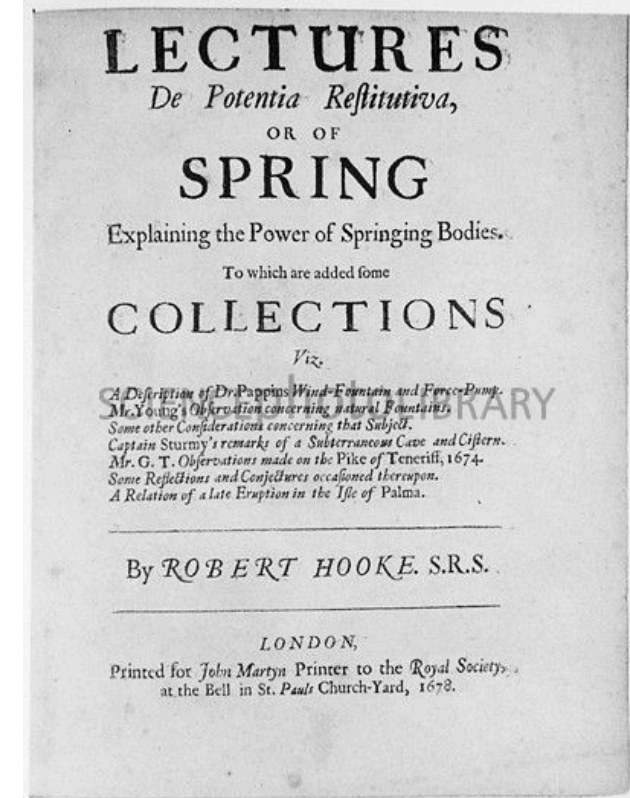 LECTURES
De Potentia Reſtitutiva,
OR OF
SPRING
Explaining the Power of Springing Bodies.
To which are added ſome
COLLECTIONS
Viz.
A Deſcription of Dr. Pappins Wind-Fountain and Force-Pump.
Mr. Young's Obſervation concerning natural Fountains.
SCIENCEPHOTOLIBRARY
Some other Conſiderations concerning that Subject.
Captain Sturmy's remarks of a Subterraneous Cave and Ciſtern.
Mr. G. T. Obſervations made on the Pike of Teneriff, 1674.
Some Reflections and Conjectures occaſioned thereupon.
A Relation of a late Eruption in the Iſle of Palma.
By ROBERT HOOKE. S.R.S.
LONDON,
Printed for John Martyn Printer to the Royal Society,
at the Bell in St. Pauls Church-Yard, 1678.